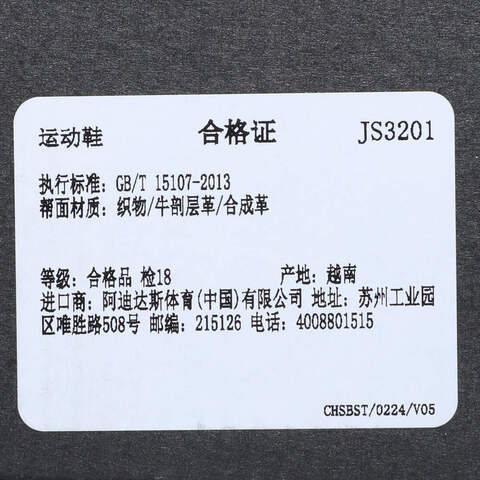 运动鞋 合格证 JS3201
执行标准: GB/T 15107-2013
帮面材质: 织物/牛剖层革/合成革
等级: 合格品 检18 产地: 越南
进口商: 阿迪达斯体育(中国)有限公司 地址: 苏州工业园
区唯胜路508号 邮编: 215126 电话: 4008801515
CHSBST/0224/V05